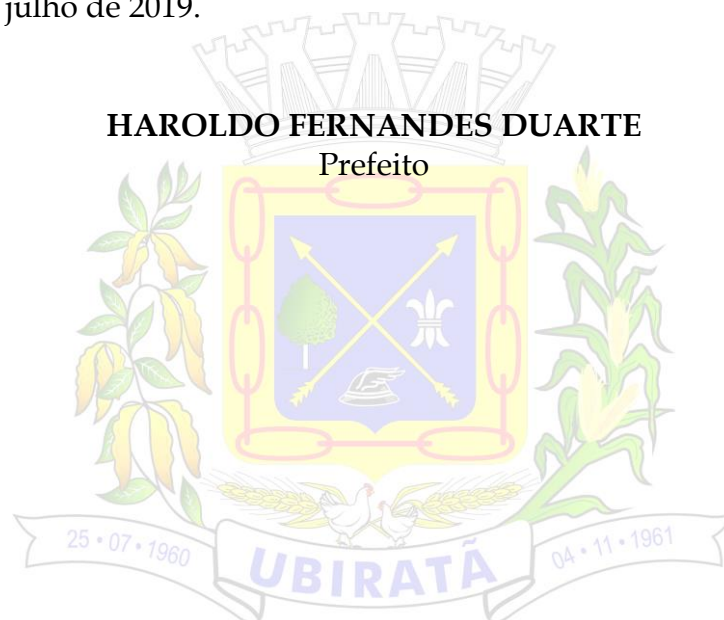 julho de 2019.
HAROLDO FERNANDES DUARTE
Prefeito
25 • 07 • 1960
UBIRATÃ
04 • 11 • 1961